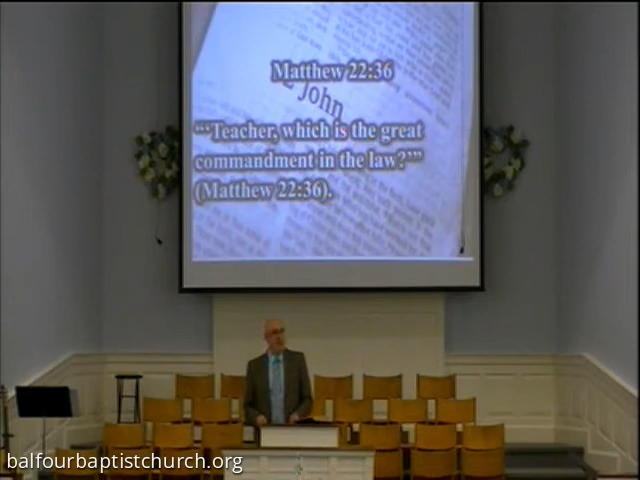 Matthew 22:36
John
"'Teacher, which is the great
commandment in the law?'"
(Matthew 22:36).
balfourbaptistchurch.org